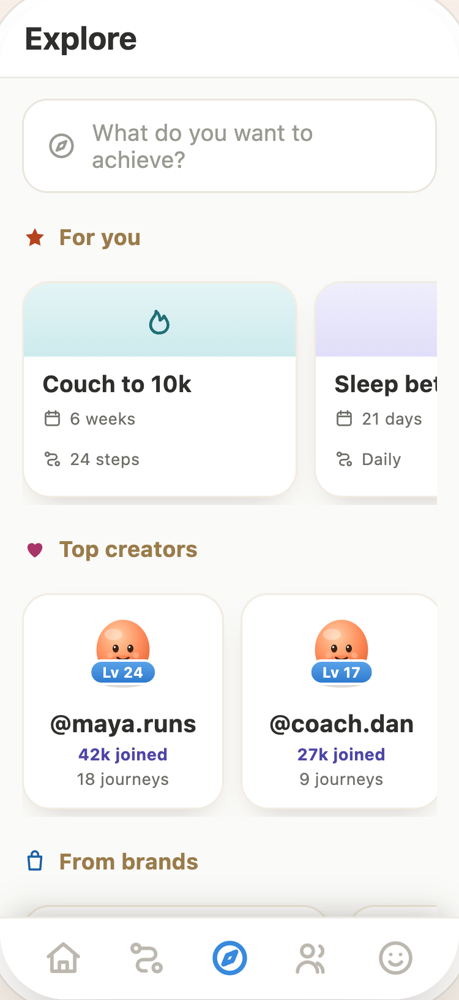 Explore
What do you want to
achieve?
For you
Couch to 10k
6 weeks
24 steps
Sleep bet
21 days
Daily
Top creators
Lv 24
@maya.runs
42k joined
18 journeys
Lv 17
@coach.dan
27k joined
9 journeys
From brands